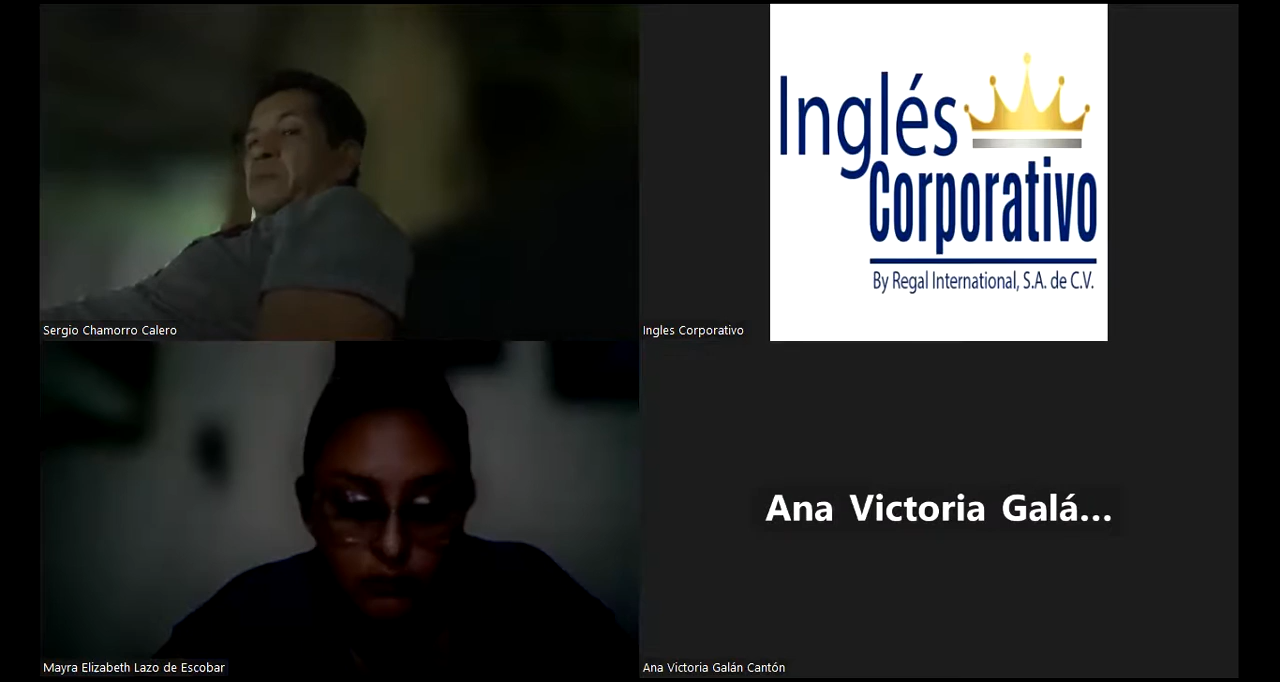 Inglés
Corporativo
By Regal International, S.A. de C.V.
Sergio Chamorro Calero
Ingles Corporativo
Ana Victoria Galá...
Mayra Elizabeth Lazo de Escobar
Ana Victoria Galán Cantón